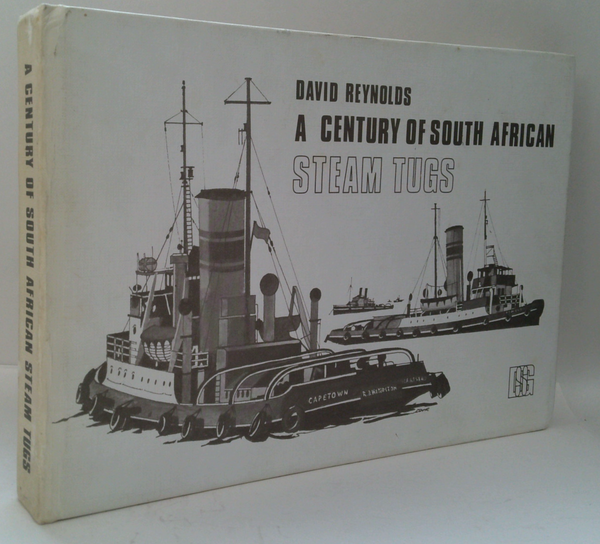 A CENTURY OF SOUTH AFRICAN STEAM TUGS
DAVID REYNOLDS
A CENTURY OF SOUTH AFRICAN
STEAM TUGS
CAPETOWN